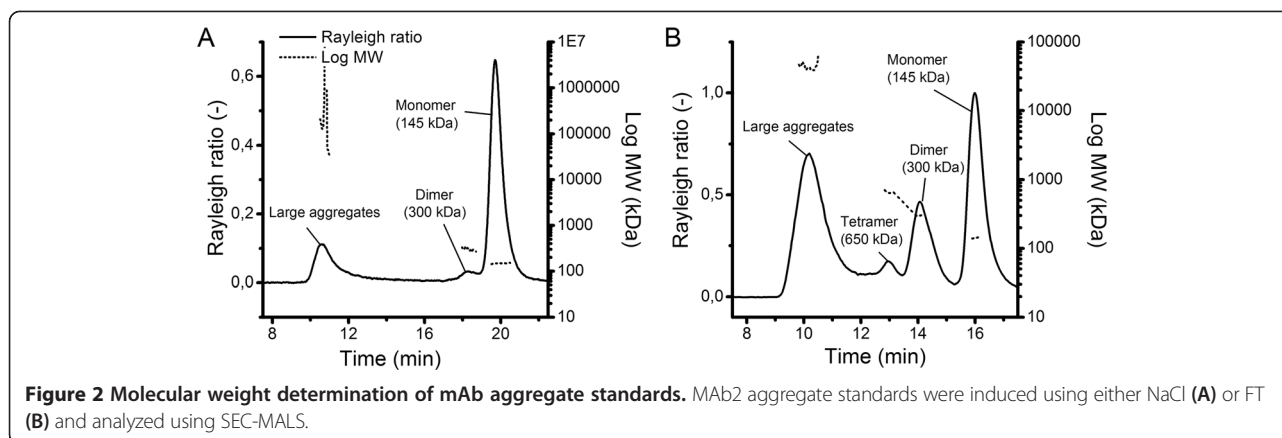 A
Rayleigh ratio
Log MW
0,6
0,4
0,2
0,0
Rayleigh ratio (-)
Large aggregates
Dimer
(300 kDa)
Monomer
(145 kDa)
1E7
1000000
100000
10000
1000
100
10
Log MW (kDa)
8 12 16 20
Time (min)
B
1,0
0,5
0,0
Rayleigh ratio (-)
Large aggregates
Tetramer
(650 kDa)
Dimer
(300 kDa)
Monomer
(145 kDa)
100000
10000
1000
100
10
Log MW (kDa)
8 10 12 14 16
Time (min)
Figure 2 Molecular weight determination of mAb aggregate standards. MAb2 aggregate standards were induced using either NaCl (A) or FT
(B) and analyzed using SEC-MALS.